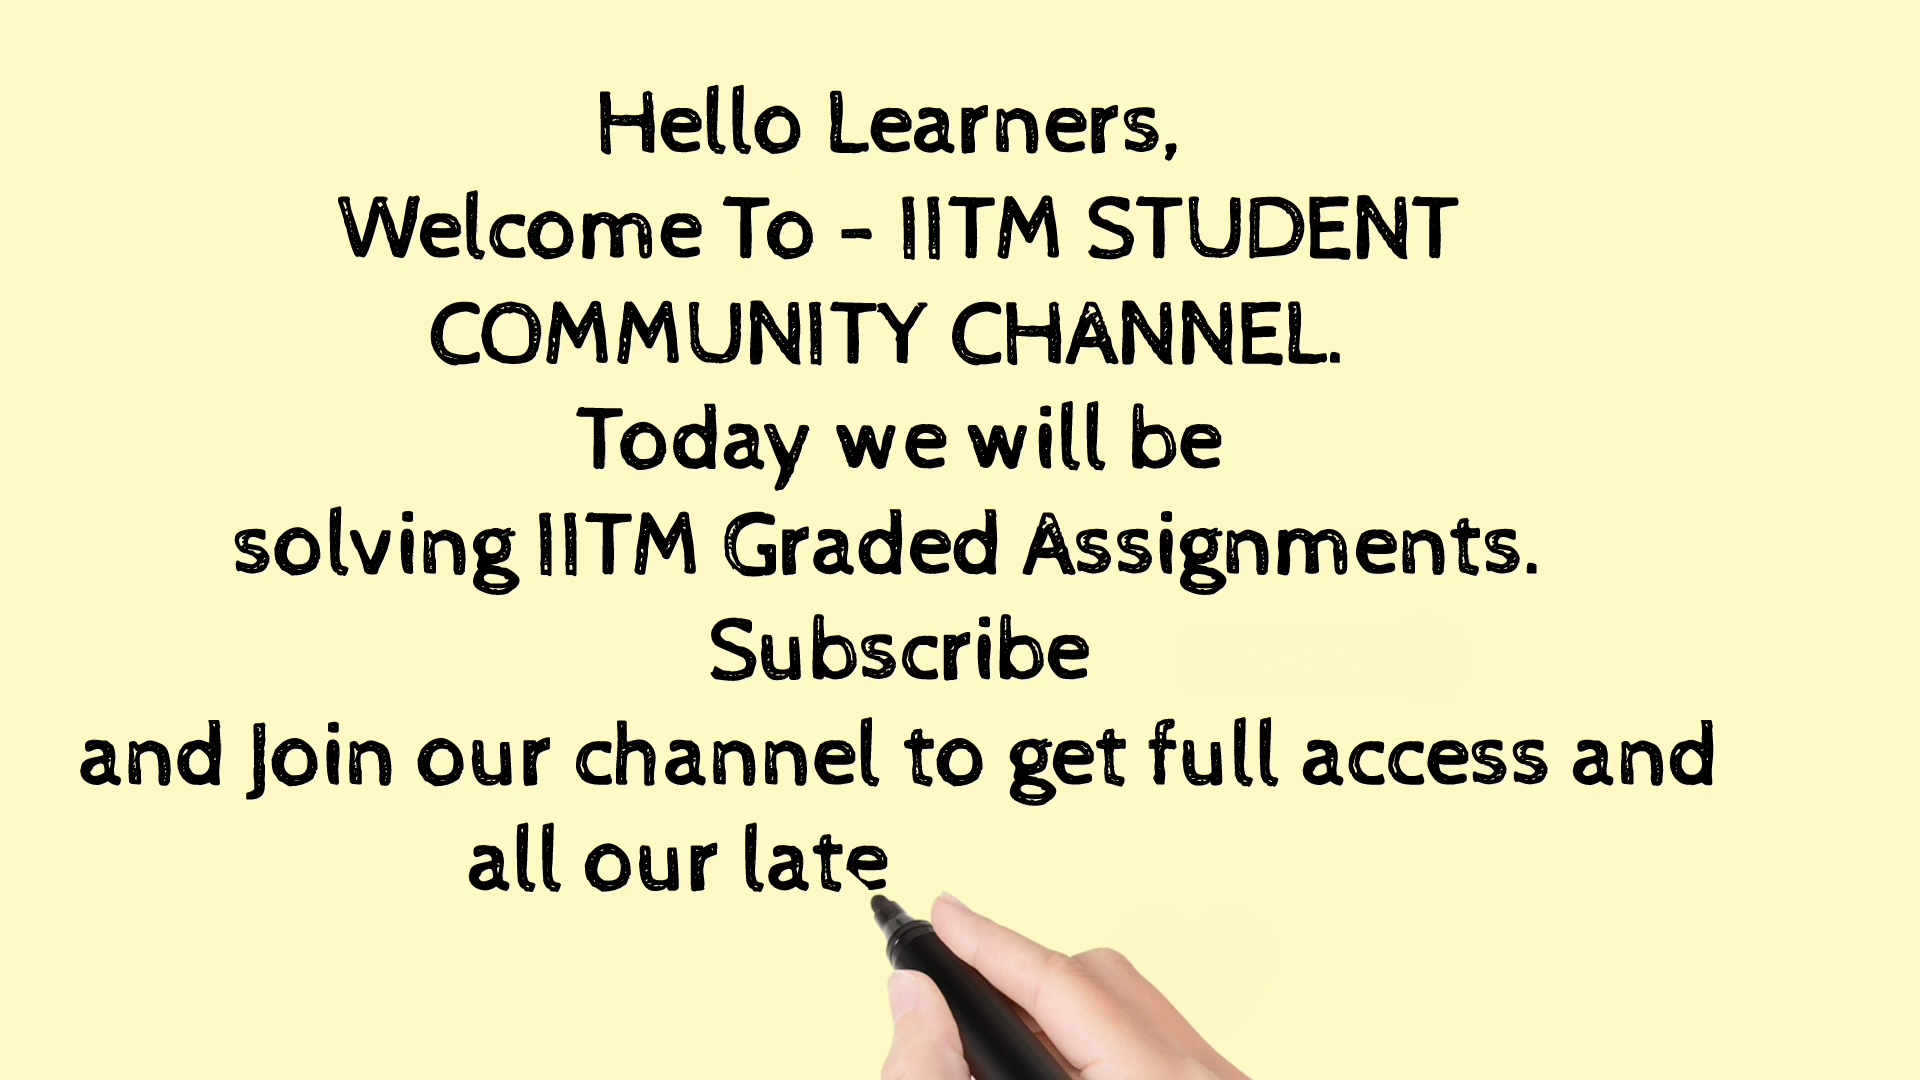 Hello Learners,
Welcome To - IITM STUDENT
COMMUNITY CHANNEL.
Today we will be
solving IITM Graded Assignments.
Subscribe
and Join our channel to get full access and
all our late